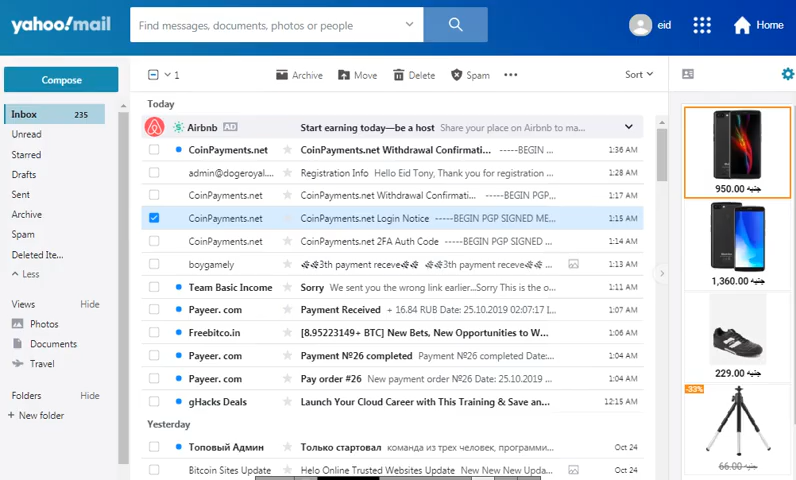 yahoo!mail
Find messages, documents, photos or people
eid
Home
Compose
1
Archive
Move
Delete
Spam
Sort
Inbox 235
Unread
Starred
Drafts
Sent
Archive
Spam
Deleted Ite...
Less
Views Hide
Photos
Documents
Travel
Folders Hide
+ New folder
Today
Airbnb AD Start earning today—be a host Share your place on Airbnb to ma...
CoinPayments.net CoinPayments.net Withdrawal Confirmati... -----BEGIN ... 1:36 AM
admin@dogeroyal.... Registration Info Hello Eid Tony, Thank you for registration ... 1:28 AM
CoinPayments.net CoinPayments.net Withdrawal Confirmati... -----BEGIN PGP... 1:17 AM
CoinPayments.net CoinPayments.net Login Notice -----BEGIN PGP SIGNED ME... 1:15 AM
CoinPayments.net CoinPayments.net 2FA Auth Code -----BEGIN PGP SIGNED ... 1:14 AM
boygamely 3th payment receve 3th payment receve ... 1:13 AM
Team Basic Income Sorry We sent you the wrong link earlier...Sorry This is the o... 1:11 AM
Payeer. com Payment Received + 16.84 RUB Date: 25.10.2019 02:07:17 I... 1:07 AM
Freebitco.in [8.95223149+ BTC] New Bets, New Opportunities to W... 1:06 AM
Payeer. com Payment №26 completed Payment №26 completed Date:... 1:04 AM
Payeer. com Pay order #26 New payment №26 Date: 25.10.2019 ... 1:04 AM
gHacks Deals Launch Your Cloud Career with This Training & Save an... 12:15 AM
Yesterday
Топовый Админ Только стартовал команда из трех человек, программи... Oct 24
Bitcoin Sites Update Helo Online Trusted Websites Update New New New Upda... Oct 24
950.00 جنيه
1,360.00 جنيه
229.00 جنيه
-33%
66.00 جنيه